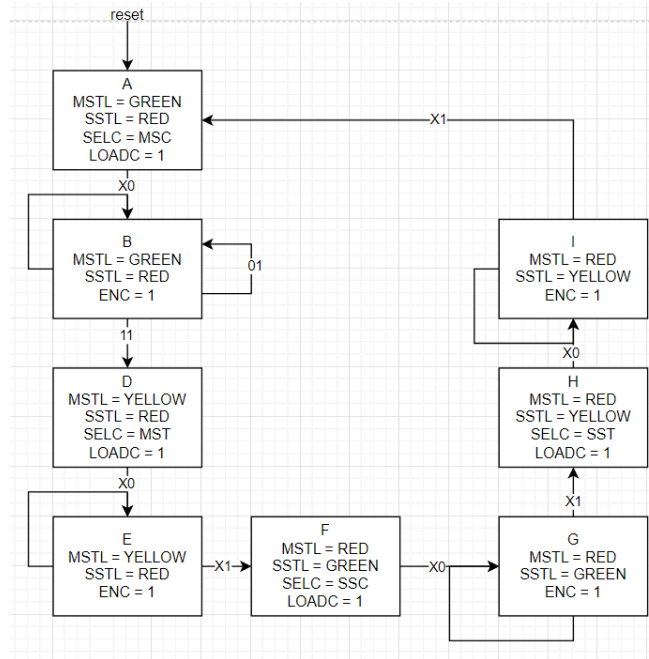 reset
A
MSTL = GREEN
SSTL = RED
SELC = MSC
LOADC = 1
X1
X0
B
MSTL = GREEN
SSTL = RED
ENC = 1
01
I
MSTL = RED
SSTL = YELLOW
ENC = 1
11
X0
D
MSTL = YELLOW
SSTL = RED
SELC = MST
LOADC = 1
H
MSTL = RED
SSTL = YELLOW
SELC = SST
LOADC = 1
X0
X1
E
MSTL = YELLOW
SSTL = RED
ENC = 1
X1
F
MSTL = RED
SSTL = GREEN
SELC = SSC
LOADC = 1
X0
G
MSTL = RED
SSTL = GREEN
ENC = 1